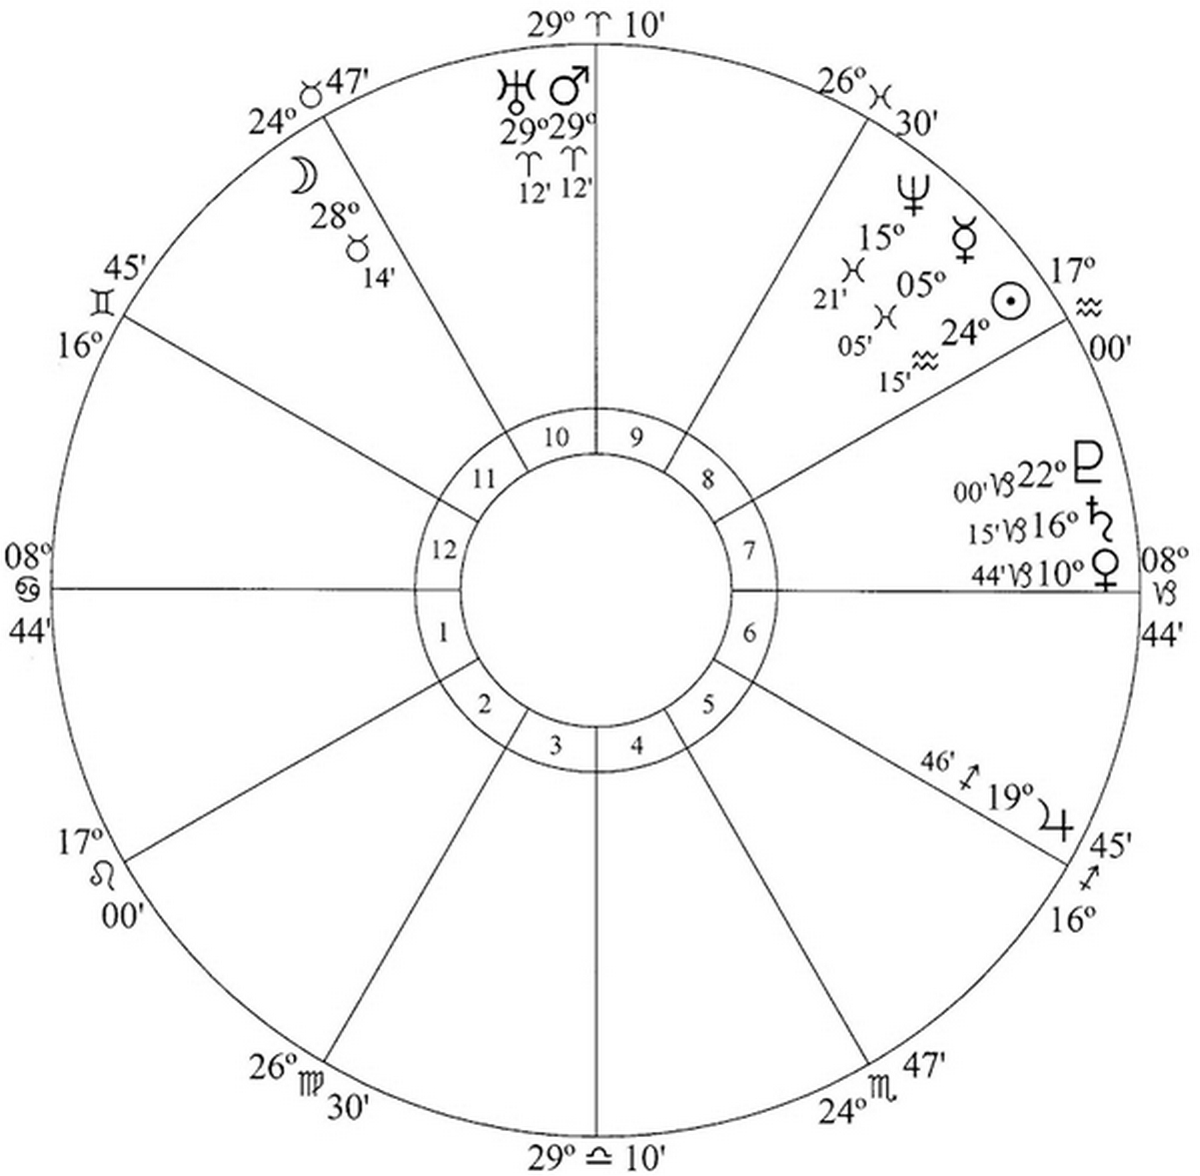 29° ♈ 10'
26° ♓ 30'
17° ♒ 00'
08° ♑ 44'
45' ♐ 16°
47' ♏ 24°
29° ♎ 10'
26° ♍ 30'
17° ♌ 00'
08° ♋ 44'
45' ♊ 16°
24° ♉ 47'
♅ 29° ♈ 12'
♂ 29° ♈ 12'
☽ 28° ♉ 14'
♆ 15° ♓ 21'
☿ 05° ♓ 05'
☉ 24° ♒ 15'
00' ♑ 22° ♇
15' ♑ 16° ♄
44' ♑ 10° ♀
46' ♐ 19° ♃
10
9
11
8
12
7
1
6
2
5
3
4